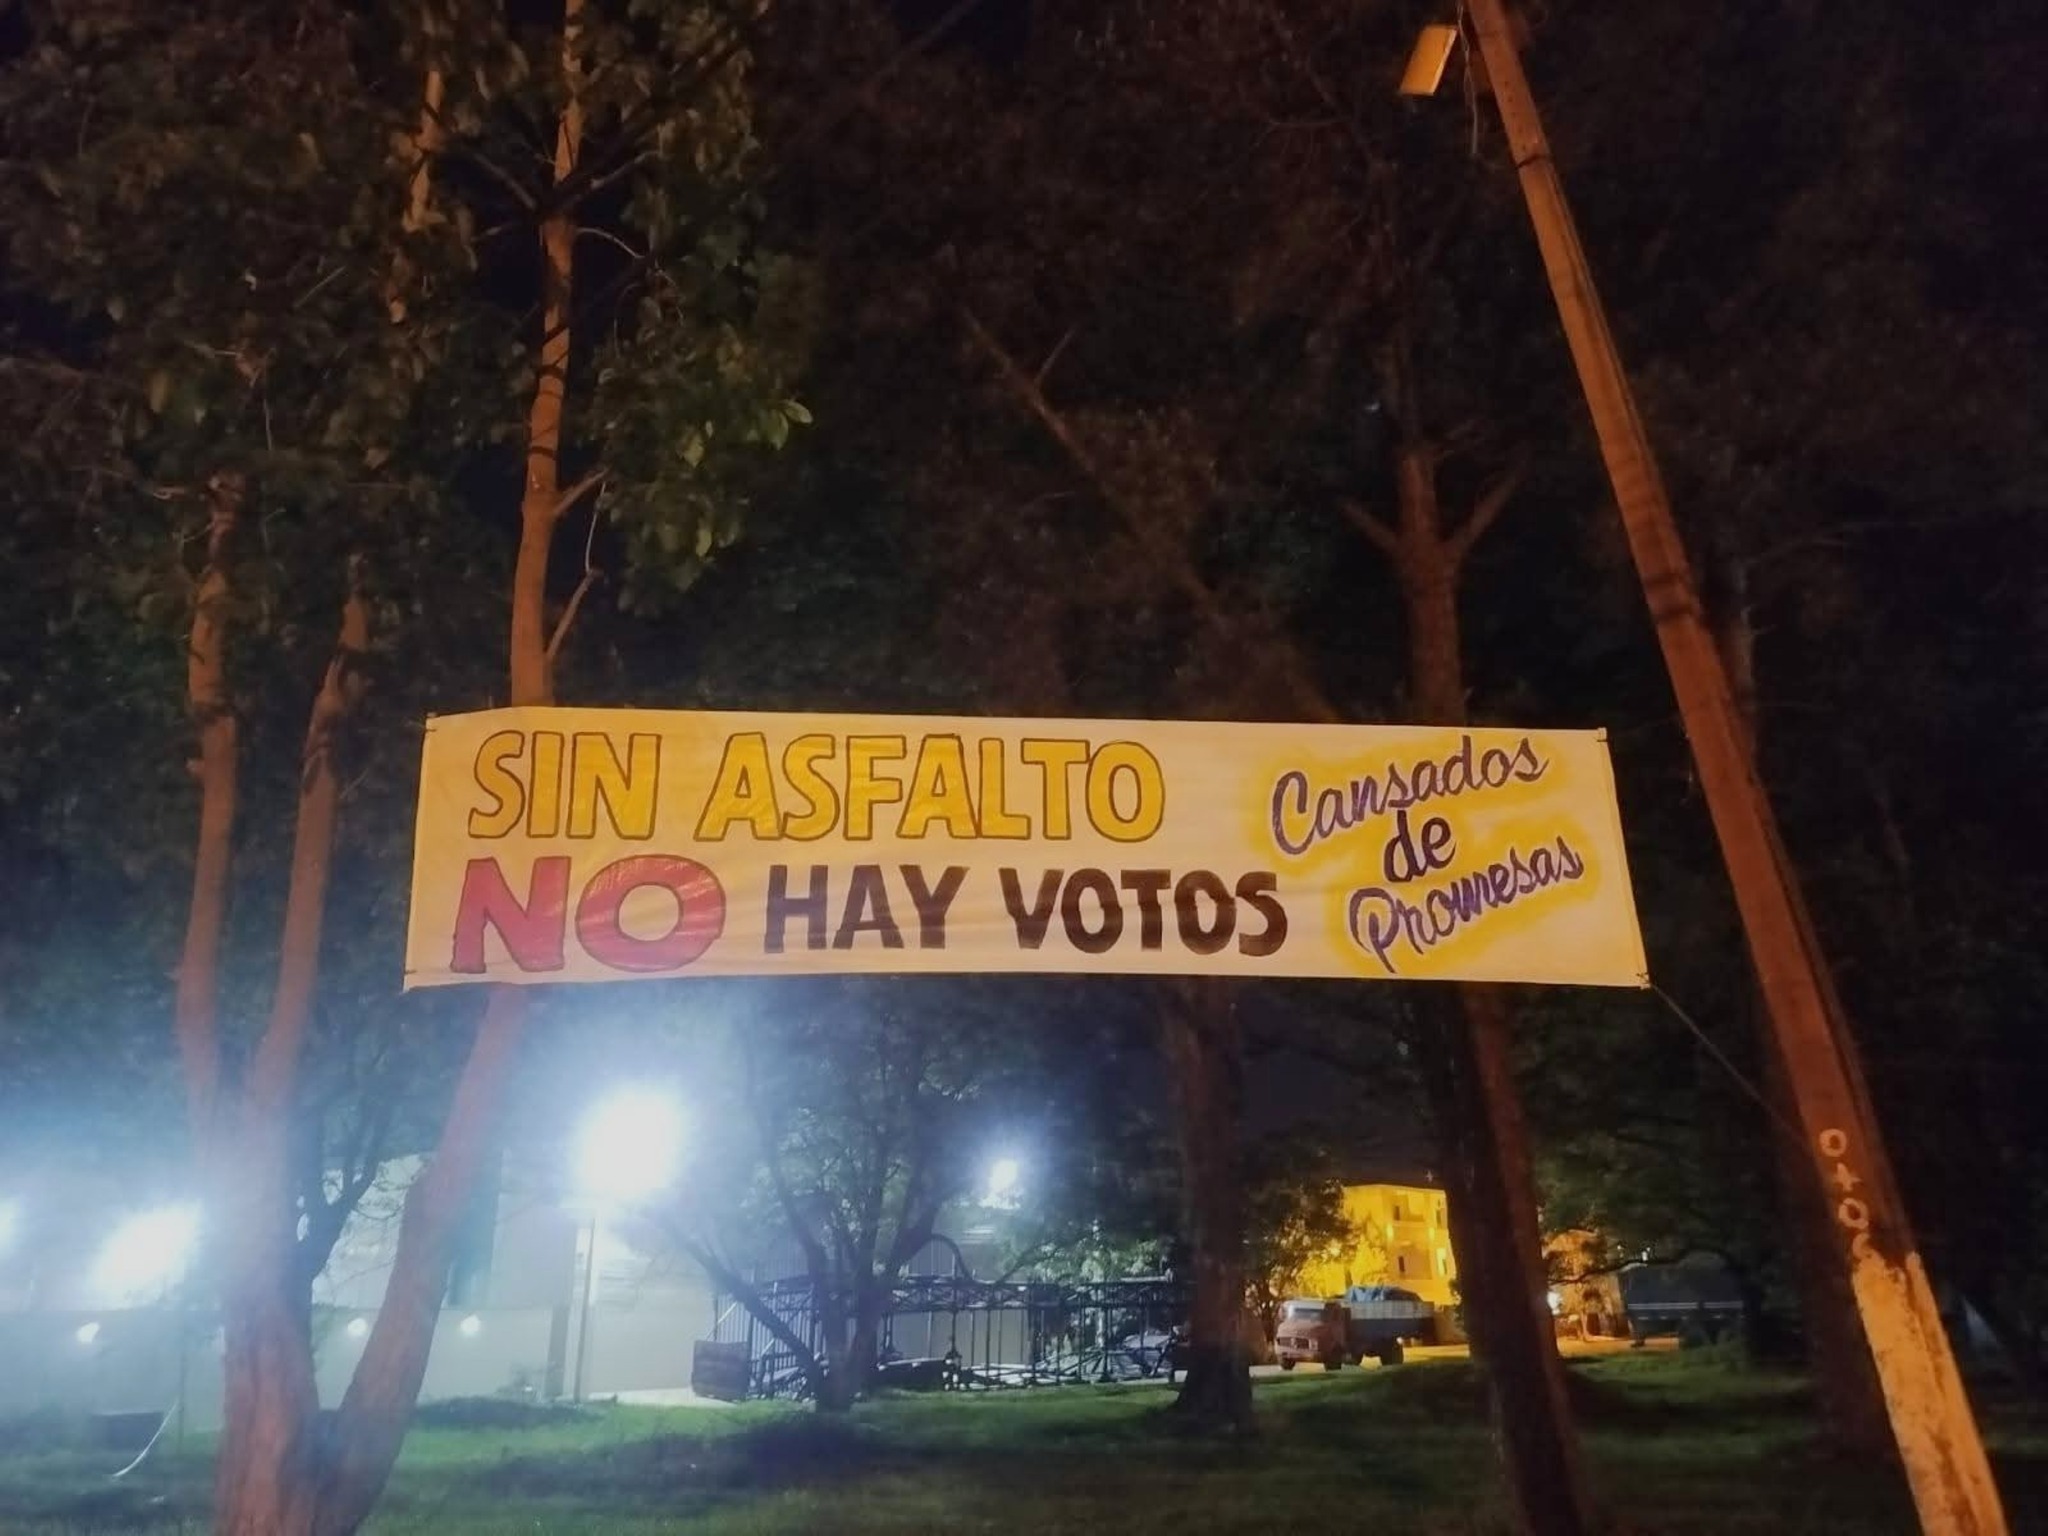 SIN ASFALTO
NO HAY VOTOS
Cansados
de
Promesas